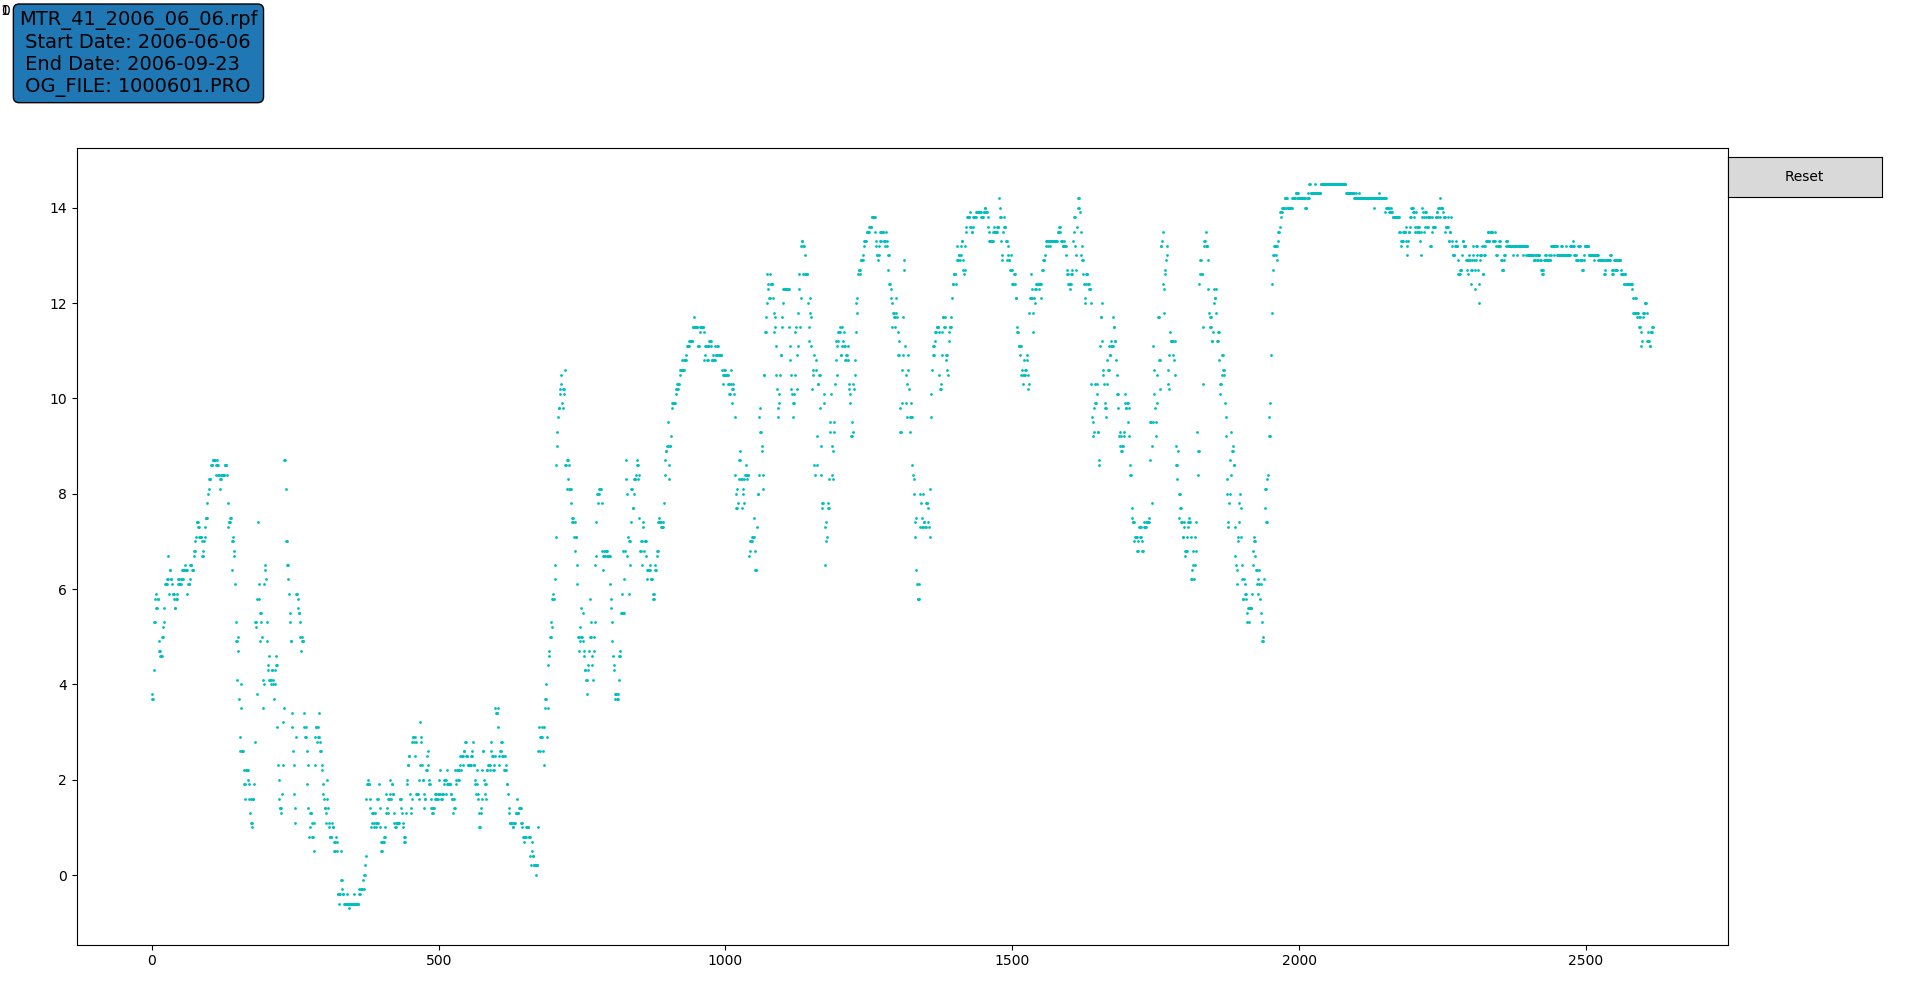 MTR_41_2006_06_06.rpf
Start Date: 2006-06-06
End Date: 2006-09-23
OG_FILE: 1000601.PRO
Reset
14
12
10
8
6
4
2
0
0 500 1000 1500 2000 2500